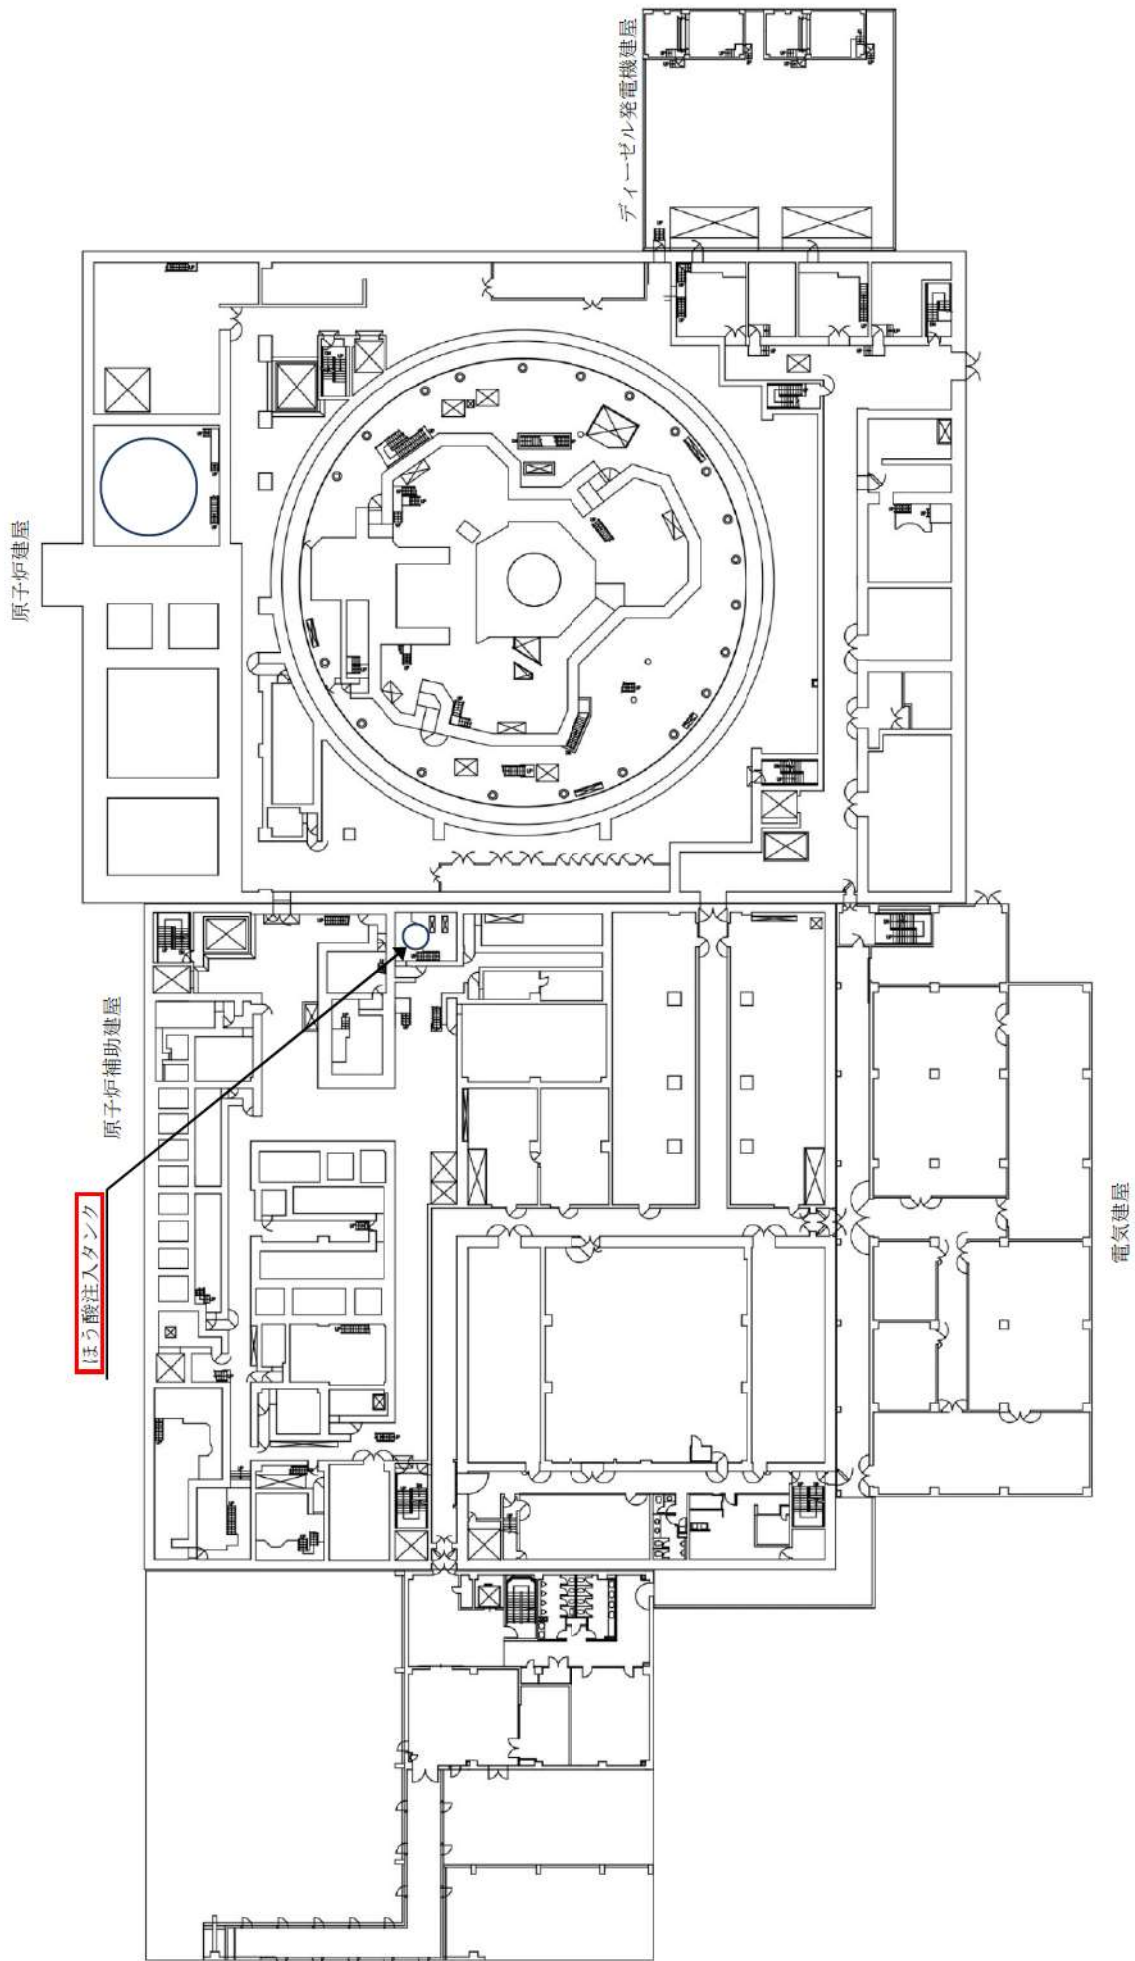 ディーゼル発電機建屋
原子炉建屋
原子炉補助建屋
ほう酸注入タンク
電気建屋